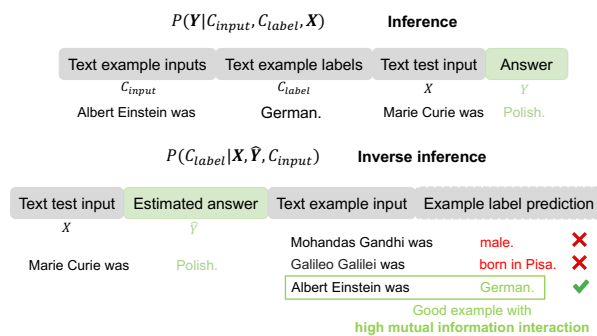 P(Y|C_input, C_label, X) Inference
Text example inputs Text example labels Text test input Answer
C_input C_label X Y
Albert Einstein was German. Marie Curie was Polish.
P(C_label|X, Ŷ, C_input) Inverse inference
Text test input Estimated answer Text example input Example label prediction
X Ŷ
Mohandas Gandhi was male.
Marie Curie was Polish. Galileo Galilei was born in Pisa.
Albert Einstein was German.
Good example with
high mutual information interaction